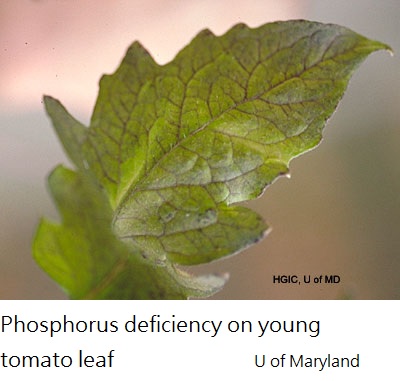 HGIC, U of MD
Phosphorus deficiency on young
tomato leaf U of Maryland